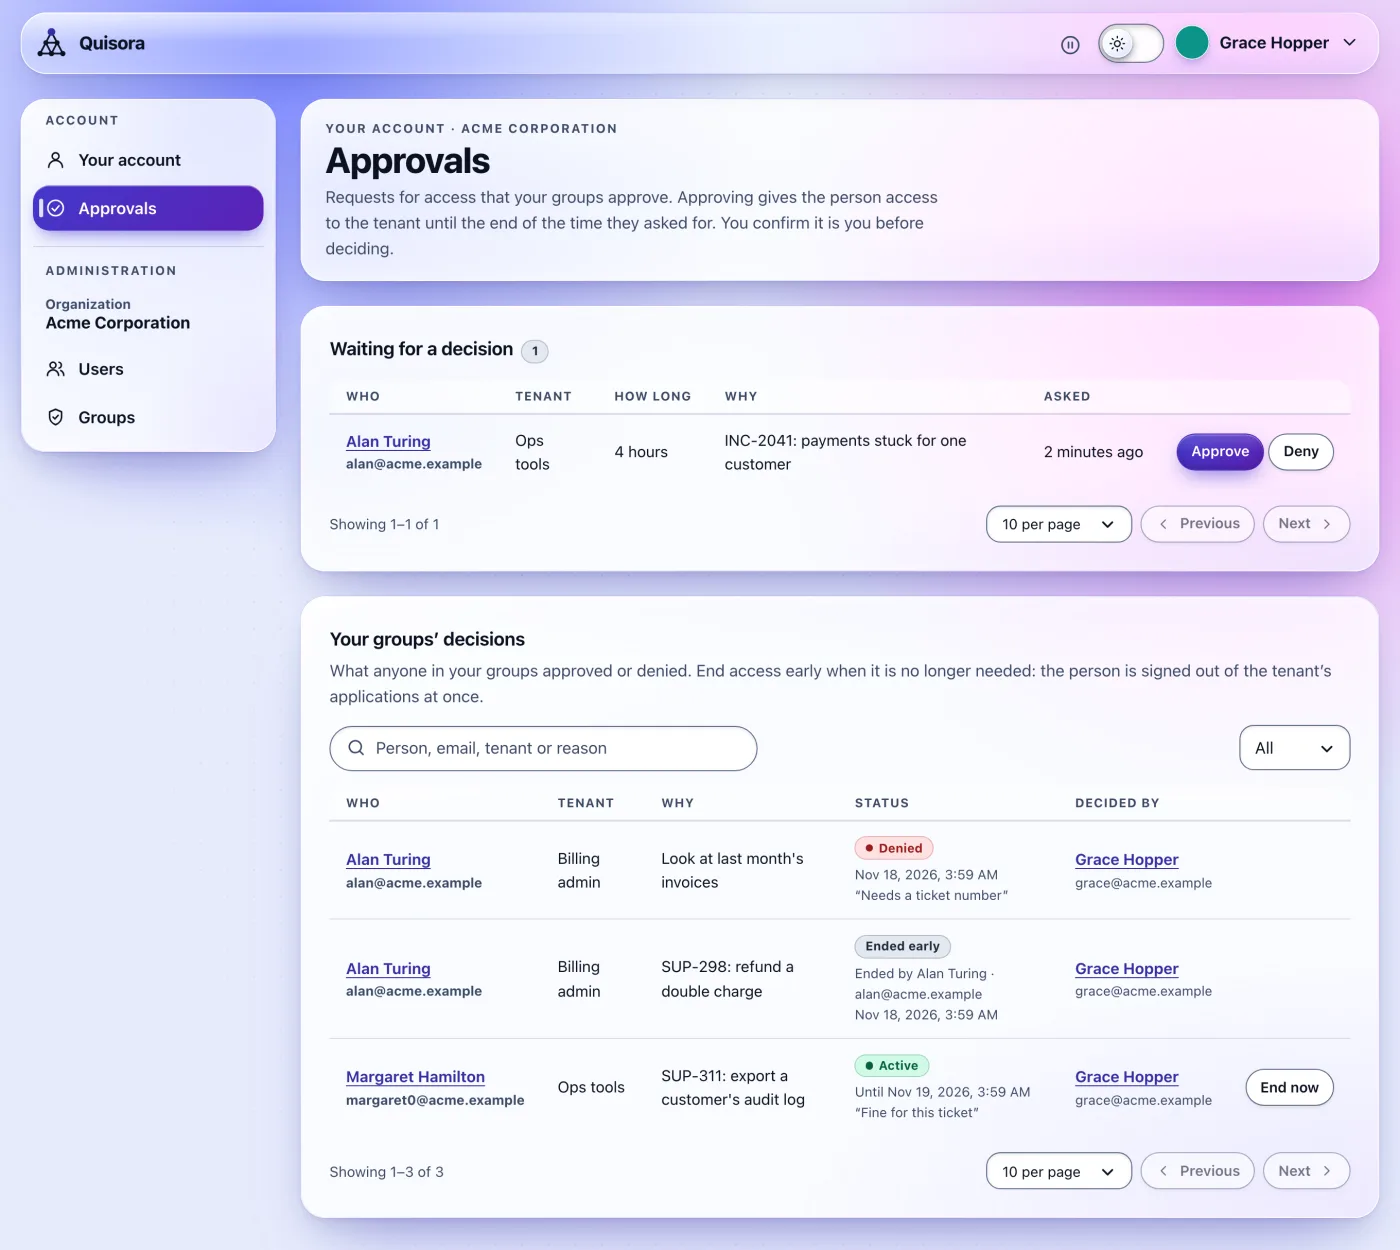 Quisora
Grace Hopper
ACCOUNT
Your account
Approvals
ADMINISTRATION
Organization
Acme Corporation
Users
Groups
YOUR ACCOUNT · ACME CORPORATION
Approvals
Requests for access that your groups approve. Approving gives the person access
to the tenant until the end of the time they asked for. You confirm it is you before
deciding.
Waiting for a decision 1
WHO TENANT HOW LONG WHY ASKED
Alan Turing
alan@acme.example
Ops
tools
4 hours
INC-2041: payments stuck for one
customer
2 minutes ago
Approve Deny
Showing 1–1 of 1
10 per page Previous Next
Your groups’ decisions
What anyone in your groups approved or denied. End access early when it is no longer needed: the person is signed out of the tenant’s
applications at once.
Person, email, tenant or reason
All
WHO TENANT WHY STATUS DECIDED BY
Alan Turing
alan@acme.example
Billing
admin
Look at last month's
invoices
Denied
Nov 18, 2026, 3:59 AM
“Needs a ticket number”
Grace Hopper
grace@acme.example
Alan Turing
alan@acme.example
Billing
admin
SUP-298: refund a
double charge
Ended early
Ended by Alan Turing ·
alan@acme.example
Nov 18, 2026, 3:59 AM
Grace Hopper
grace@acme.example
Margaret Hamilton
margaret0@acme.example
Ops tools
SUP-311: export a
customer's audit log
Active
Until Nov 19, 2026, 3:59 AM
“Fine for this ticket”
Grace Hopper
grace@acme.example
End now
Showing 1–3 of 3
10 per page Previous Next